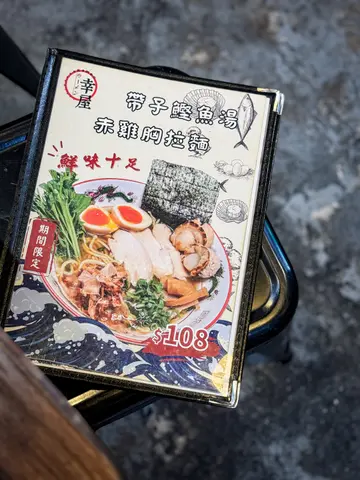 幸屋
帶子鰹魚湯
赤雞胸拉麵
鮮味十足
期間限定
$108